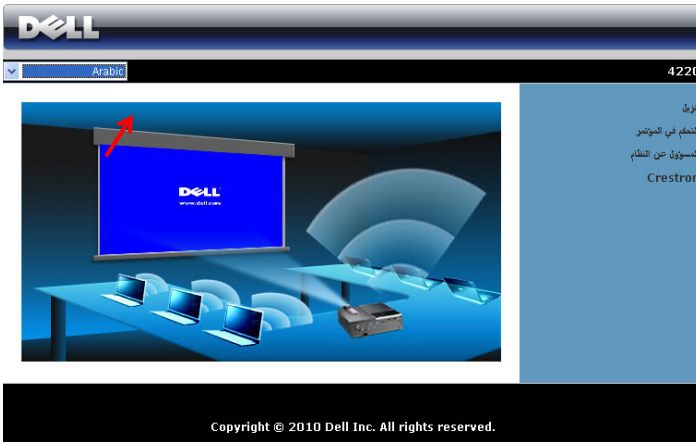 DELL
Arabic
4220
تنزيل
التحكم في المؤتمر
المسؤول عن النظام
Crestron
DELL
www.dell.com
Copyright © 2010 Dell Inc. All rights reserved.